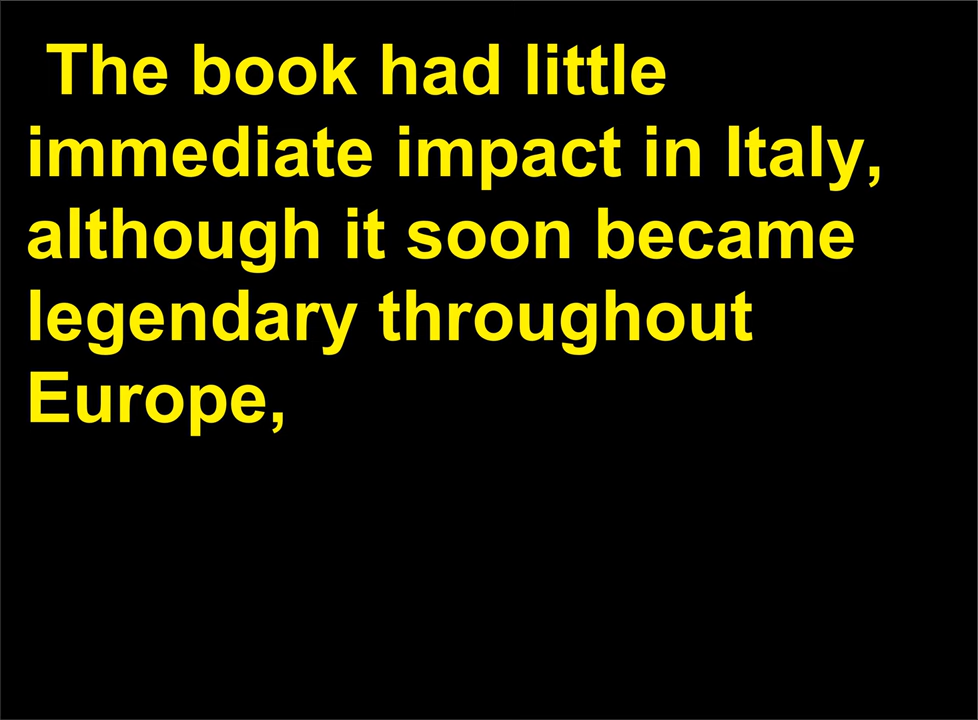 The book had little
immediate impact in Italy,
although it soon became
legendary throughout
Europe,